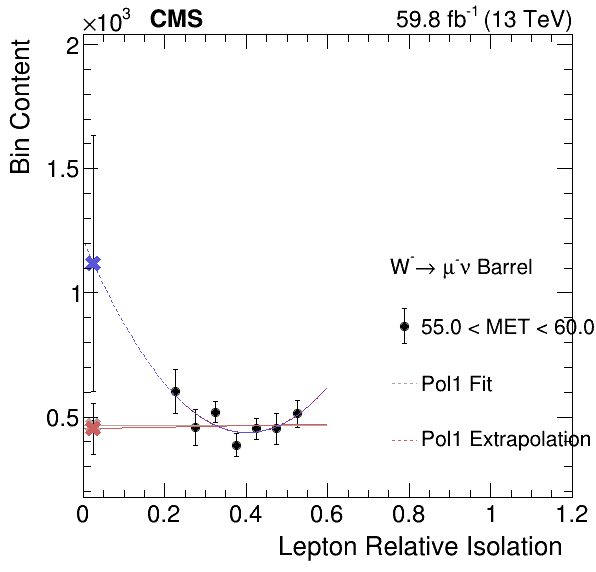 ×10³ CMS 59.8 fb⁻¹ (13 TeV)
Bin Content
2
1.5
1
0.5
W⁻→ μ⁻ν Barrel
55.0 < MET < 60.0
Pol1 Fit
Pol1 Extrapolation
0 0.2 0.4 0.6 0.8 1 1.2
Lepton Relative Isolation